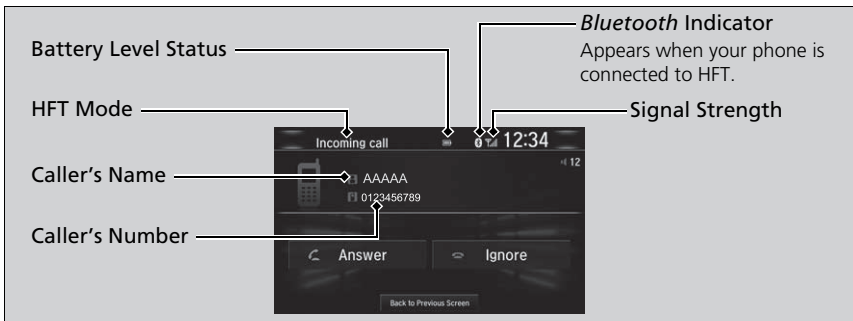 Bluetooth Indicator
Appears when your phone is
connected to HFT.
Battery Level Status
HFT Mode
Signal Strength
Incoming call
12:34
12
Caller's Name
AAAAA
0123456789
Caller's Number
Answer
Ignore
Back to Previous Screen